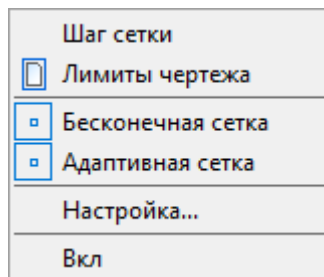 Шаг сетки
Лимиты чертежа
Бесконечная сетка
Адаптивная сетка
Настройка...
Вкл